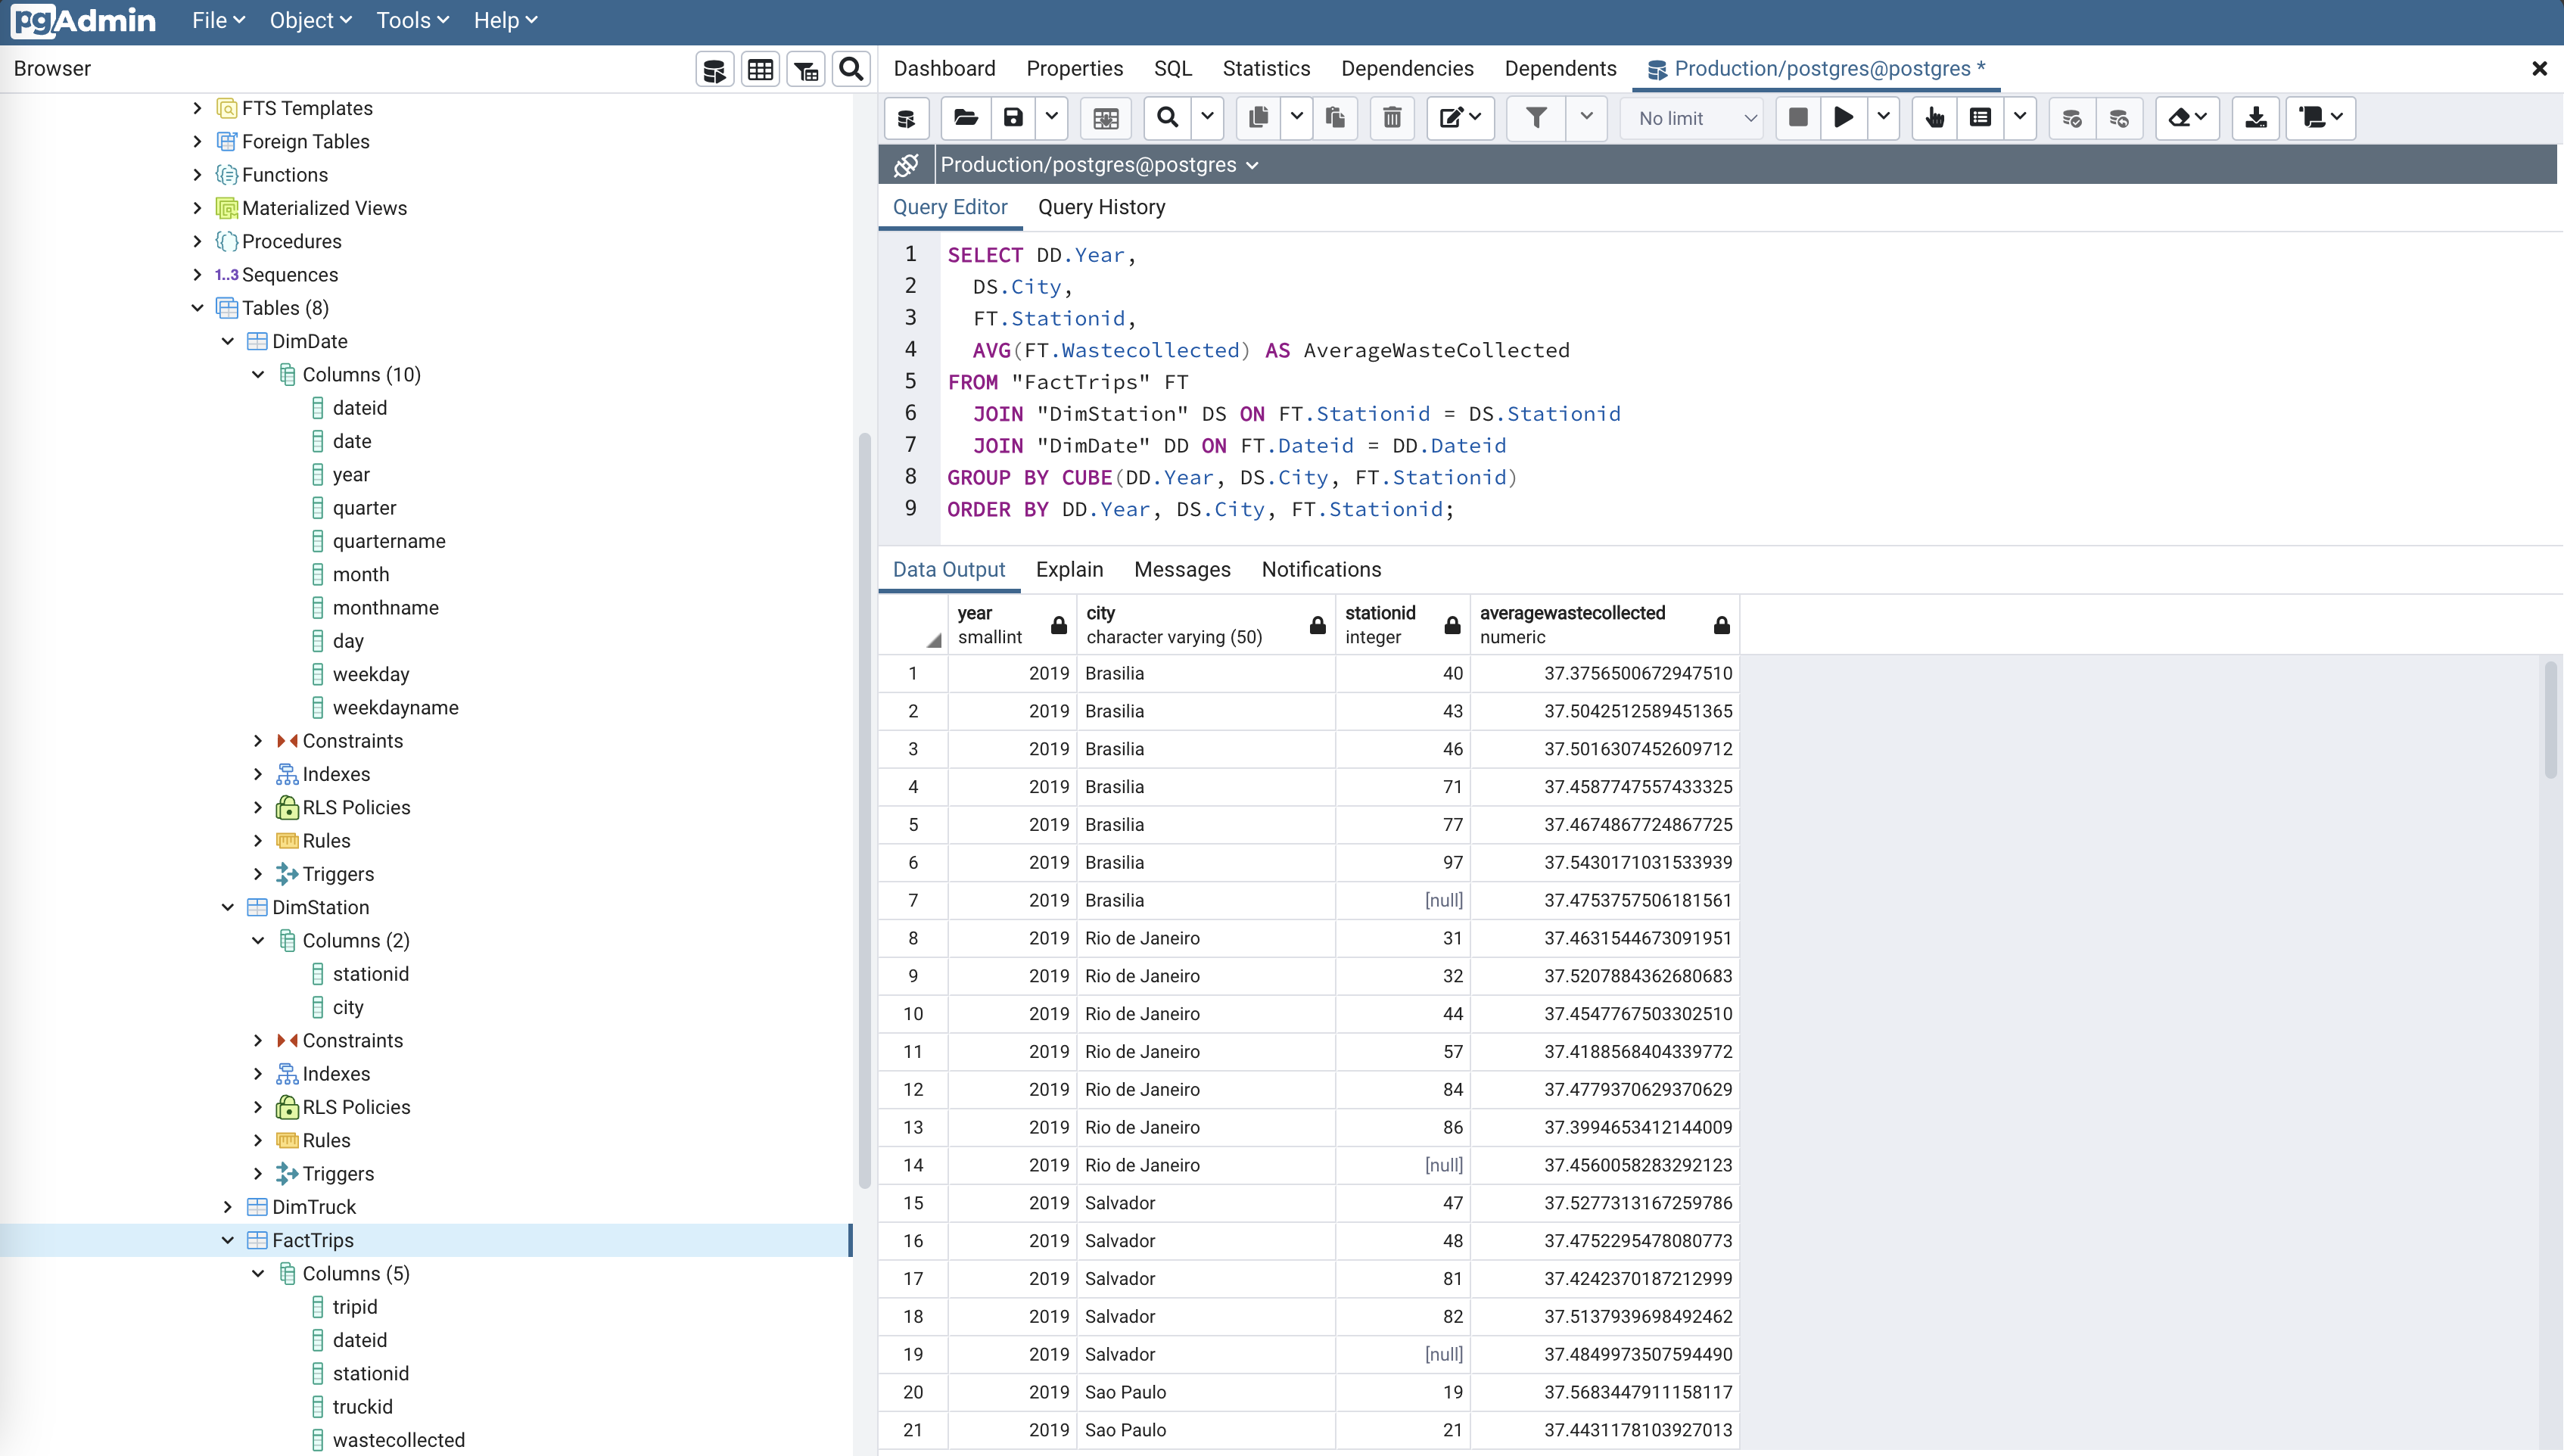 pgAdmin File Object Tools Help
Browser
FTS Templates
Foreign Tables
Functions
Materialized Views
Procedures
1..3 Sequences
Tables (8)
DimDate
Columns (10)
dateid
date
year
quarter
quartername
month
monthname
day
weekday
weekdayname
Constraints
Indexes
RLS Policies
Rules
Triggers
DimStation
Columns (2)
stationid
city
Constraints
Indexes
RLS Policies
Rules
Triggers
DimTruck
FactTrips
Columns (5)
tripid
dateid
stationid
truckid
wastecollected
Dashboard Properties SQL Statistics Dependencies Dependents Production/postgres@postgres *
No limit
Production/postgres@postgres
Query Editor Query History
1 SELECT DD.Year,
2 DS.City,
3 FT.Stationid,
4 AVG(FT.Wastecollected) AS AverageWasteCollected
5 FROM "FactTrips" FT
6 JOIN "DimStation" DS ON FT.Stationid = DS.Stationid
7 JOIN "DimDate" DD ON FT.Dateid = DD.Dateid
8 GROUP BY CUBE(DD.Year, DS.City, FT.Stationid)
9 ORDER BY DD.Year, DS.City, FT.Stationid;
Data Output Explain Messages Notifications
year city stationid averagewastecollected
smallint character varying (50) integer numeric
1 2019 Brasilia 40 37.3756500672947510
2 2019 Brasilia 43 37.5042512589451365
3 2019 Brasilia 46 37.5016307452609712
4 2019 Brasilia 71 37.4587747557433325
5 2019 Brasilia 77 37.4674867724867725
6 2019 Brasilia 97 37.5430171031533939
7 2019 Brasilia [null] 37.4753757506181561
8 2019 Rio de Janeiro 31 37.4631544673091951
9 2019 Rio de Janeiro 32 37.5207884362680683
10 2019 Rio de Janeiro 44 37.4547767503302510
11 2019 Rio de Janeiro 57 37.4188568404339772
12 2019 Rio de Janeiro 84 37.4779370629370629
13 2019 Rio de Janeiro 86 37.3994653412144009
14 2019 Rio de Janeiro [null] 37.4560058283292123
15 2019 Salvador 47 37.5277313167259786
16 2019 Salvador 48 37.4752295478080773
17 2019 Salvador 81 37.4242370187212999
18 2019 Salvador 82 37.5137939698492462
19 2019 Salvador [null] 37.4849973507594490
20 2019 Sao Paulo 19 37.5683447911158117
21 2019 Sao Paulo 21 37.4431178103927013